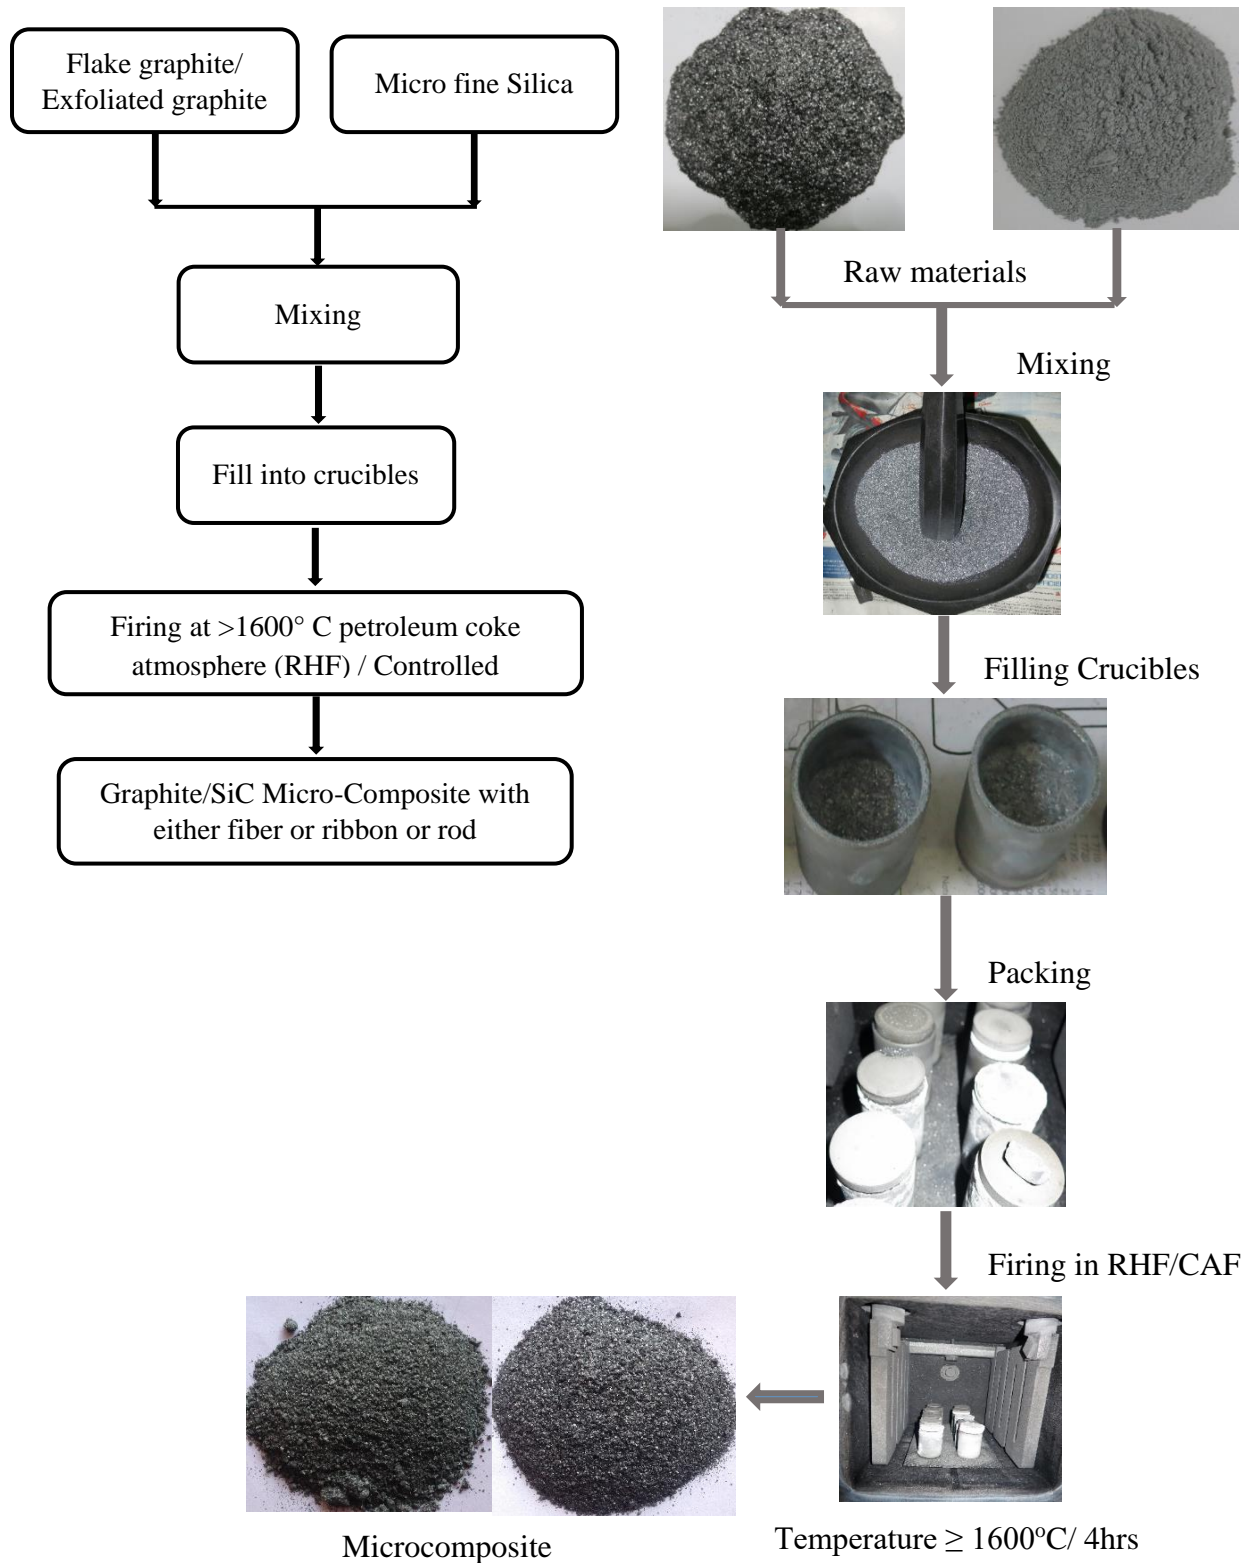 Flake graphite/
Exfoliated graphite
Micro fine Silica
Mixing
Fill into crucibles
Firing at >1600° C petroleum coke
atmosphere (RHF) / Controlled
Graphite/SiC Micro-Composite with
either fiber or ribbon or rod
Raw materials
Mixing
Filling Crucibles
Packing
Firing in RHF/CAF
Temperature ≥ 1600ºC/ 4hrs
Microcomposite